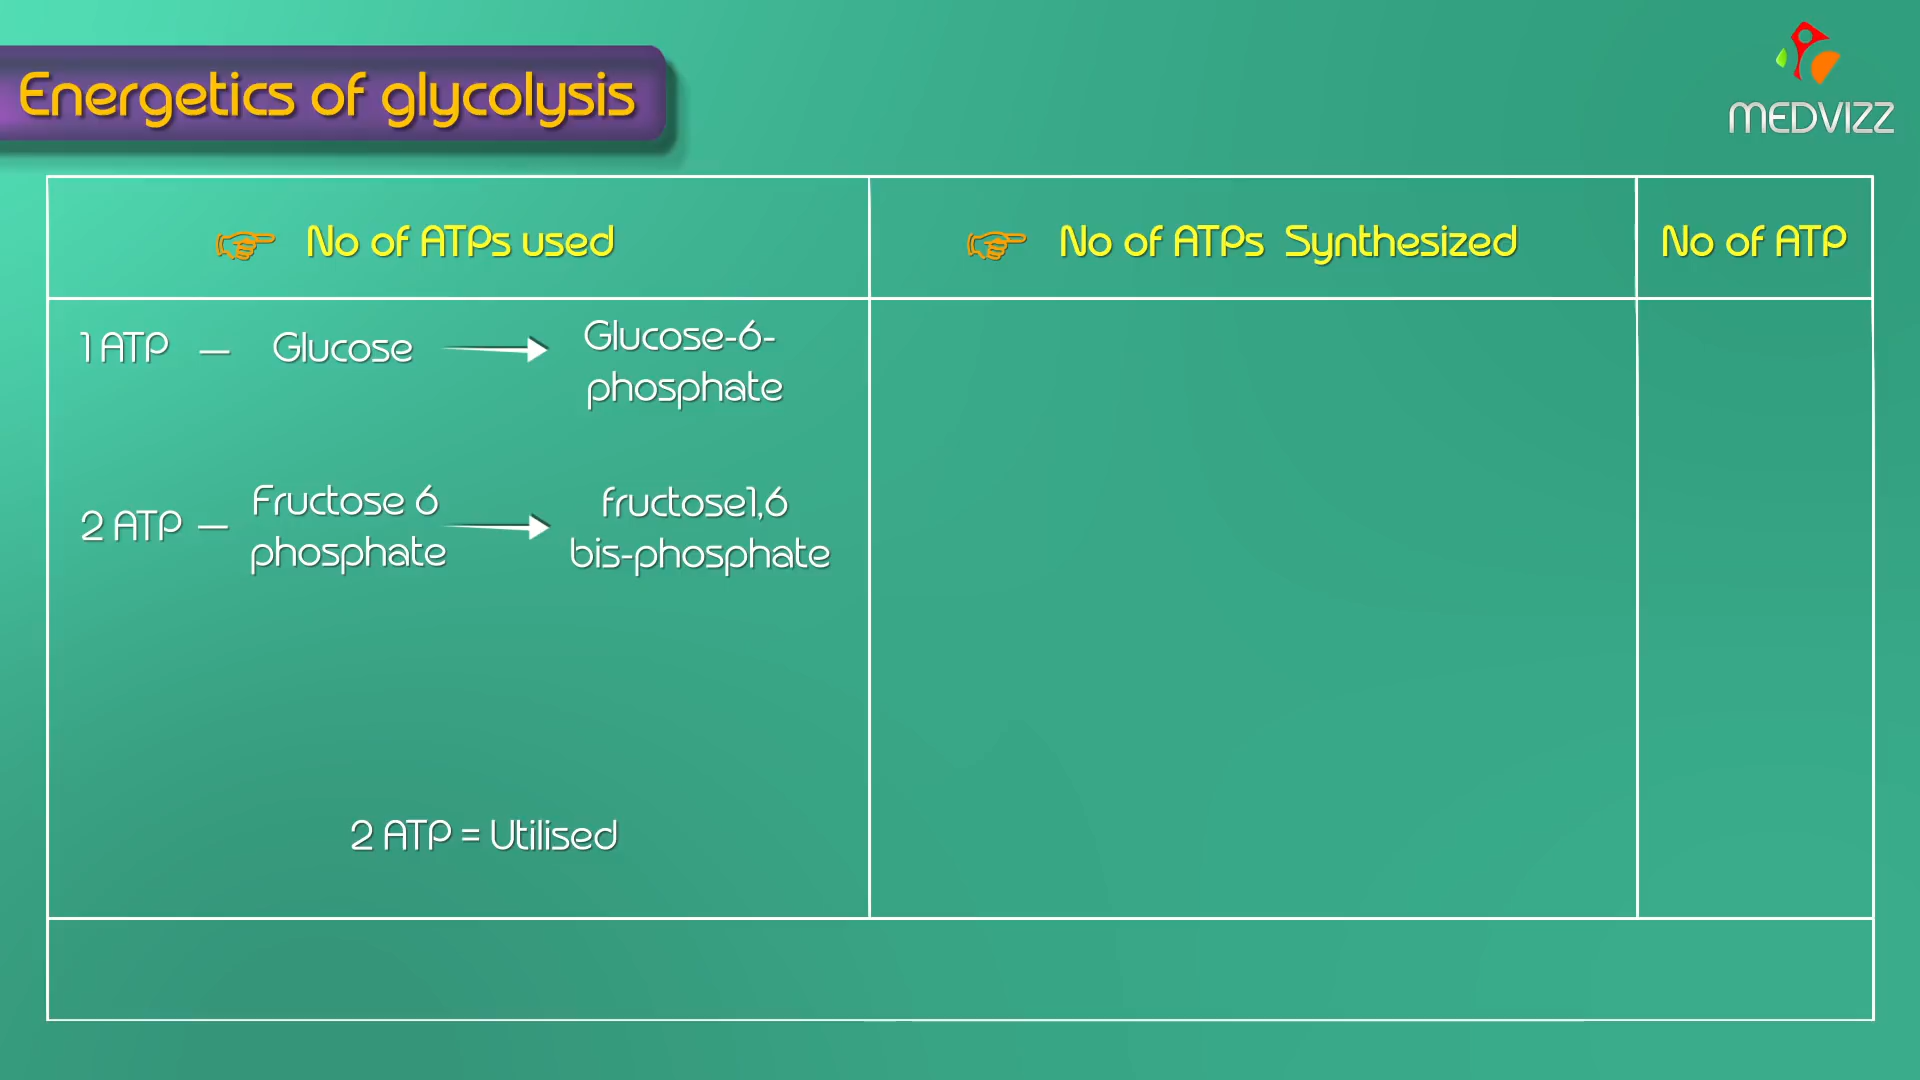 Energetics of glycolysis
MEDVIZZ
No of ATPs used
No of ATPs Synthesized
No of ATP
1 ATP — Glucose
Glucose-6-
phosphate
2 ATP —
Fructose 6
phosphate
fructose1,6
bis-phosphate
2 ATP = Utilised